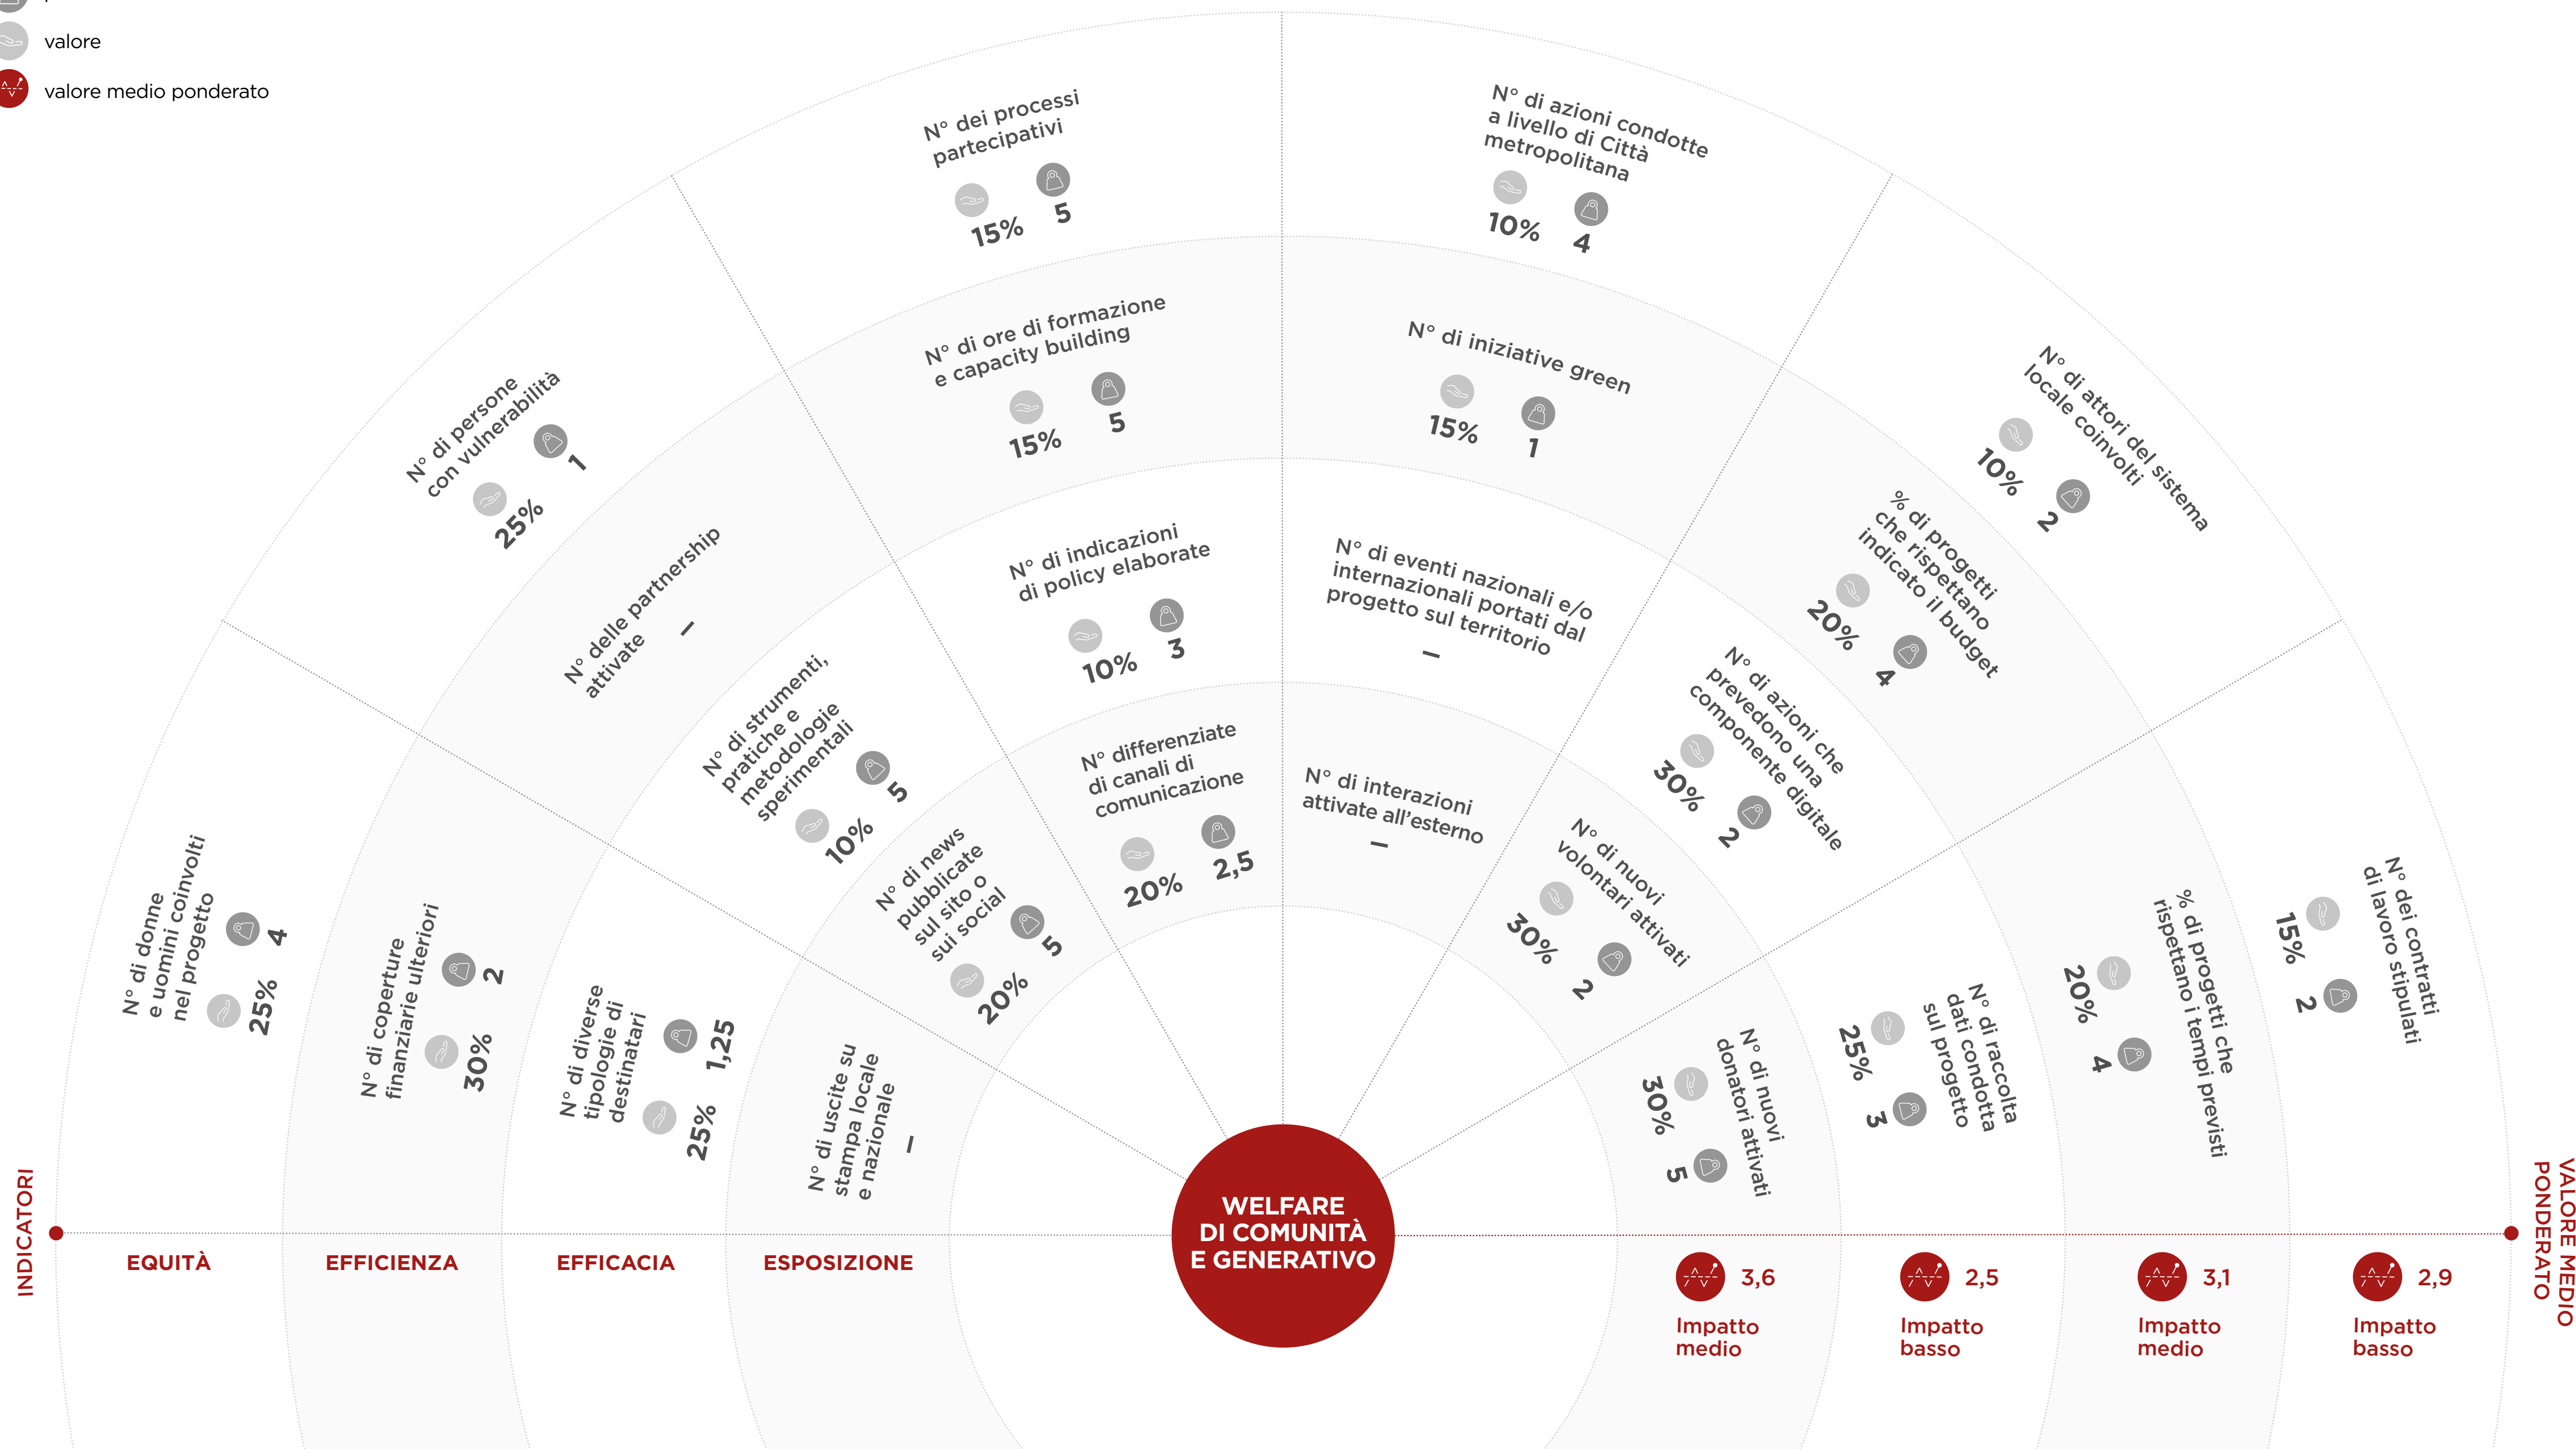 valore
valore medio ponderato
INDICATORI
EQUITÀ
N° di donne
e uomini coinvolti
nel progetto
25%
4
N° di persone
con vulnerabilità
25%
1
N° dei processi
partecipativi
15%
5
N° di azioni condotte
a livello di Città
metropolitana
10%
4
N° di attori del sistema
locale coinvolti
10%
2
N° dei contratti
di lavoro stipulati
15%
2
EFFICIENZA
N° di coperture
finanziarie ulteriori
30%
2
N° delle partnership
attivate
–
N° di ore di formazione
e capacity building
15%
5
N° di iniziative green
15%
1
% di progetti
che rispettano
indicato il budget
20%
4
% di progetti che
rispettano i tempi previsti
20%
4
EFFICACIA
N° di diverse
tipologie di
destinatari
25%
1,25
N° di strumenti,
pratiche e
metodologie
sperimentali
10%
5
N° di indicazioni
di policy elaborate
10%
3
N° di eventi nazionali e/o
internazionali portati dal
progetto sul territorio
–
N° di azioni che
prevedono una
componente digitale
30%
2
N° di raccolta
dati condotta
sul progetto
25%
3
ESPOSIZIONE
N° di uscite su
stampa locale
e nazionale
–
N° di news
pubblicate
sul sito o
sui social
20%
5
N° differenziate
di canali di
comunicazione
20%
2,5
N° di interazioni
attivate all'esterno
–
N° di nuovi
volontari attivati
30%
2
N° di nuovi
donatori attivati
30%
5
WELFARE
DI COMUNITÀ
E GENERATIVO
3,6
Impatto
medio
2,5
Impatto
basso
3,1
Impatto
medio
2,9
Impatto
basso
VALORE MEDIO
PONDERATO